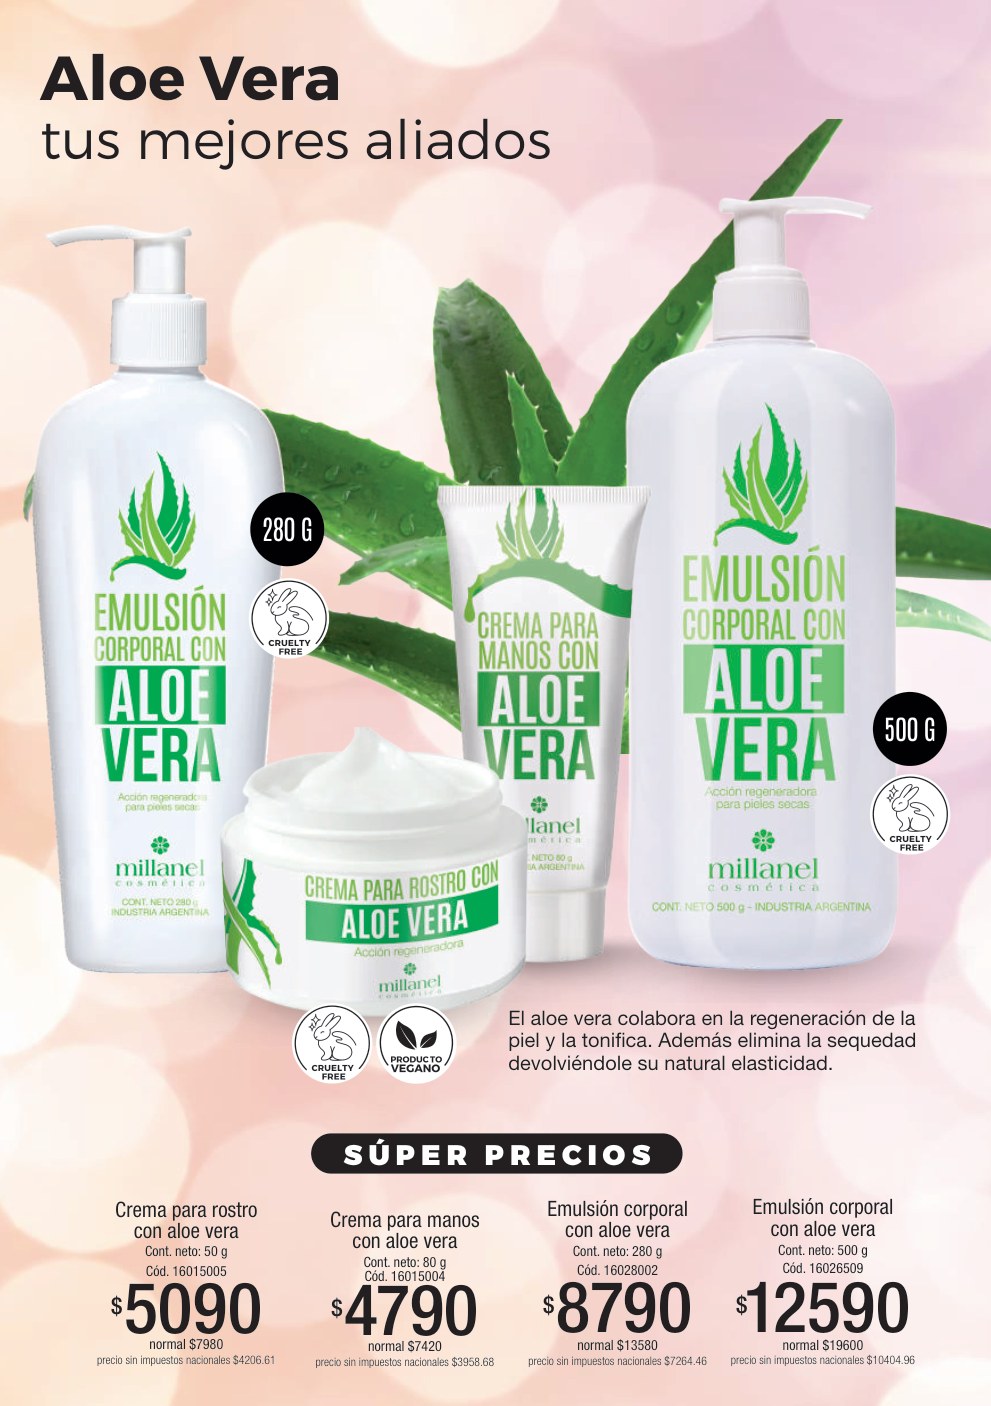 Aloe Vera
tus mejores aliados
EMULSIÓN
CORPORAL CON
ALOE
VERA
Acción regeneradora
para pieles secas
millanel
cosmética
CONT. NETO 280 g
INDUSTRIA ARGENTINA
280 G
CRUELTY
FREE
CREMA PARA
MANOS CON
ALOE
VERA
llanel
mética
. NETO 80 g
IA ARGENTINA
EMULSIÓN
CORPORAL CON
ALOE
VERA
Acción regeneradora
para pieles secas
millanel
cosmética
CONT. NETO 500 g - INDUSTRIA ARGENTINA
500 G
CRUELTY
FREE
CREMA PARA ROSTRO CON
ALOE VERA
Acción regeneradora
millanel
cosmética
CRUELTY
FREE
PRODUCTO
VEGANO
El aloe vera colabora en la regeneración de la
piel y la tonifica. Además elimina la sequedad
devolviéndole su natural elasticidad.
SÚPER PRECIOS
Crema para rostro
con aloe vera
Cont. neto: 50 g
Cód. 16015005
$5090
normal $7980
precio sin impuestos nacionales $4206.61
Crema para manos
con aloe vera
Cont. neto: 80 g
Cód. 16015004
$4790
normal $7420
precio sin impuestos nacionales $3958.68
Emulsión corporal
con aloe vera
Cont. neto: 280 g
Cód. 16028002
$8790
normal $13580
precio sin impuestos nacionales $7264.46
Emulsión corporal
con aloe vera
Cont. neto: 500 g
Cód. 16026509
$12590
normal $19600
precio sin impuestos nacionales $10404.96